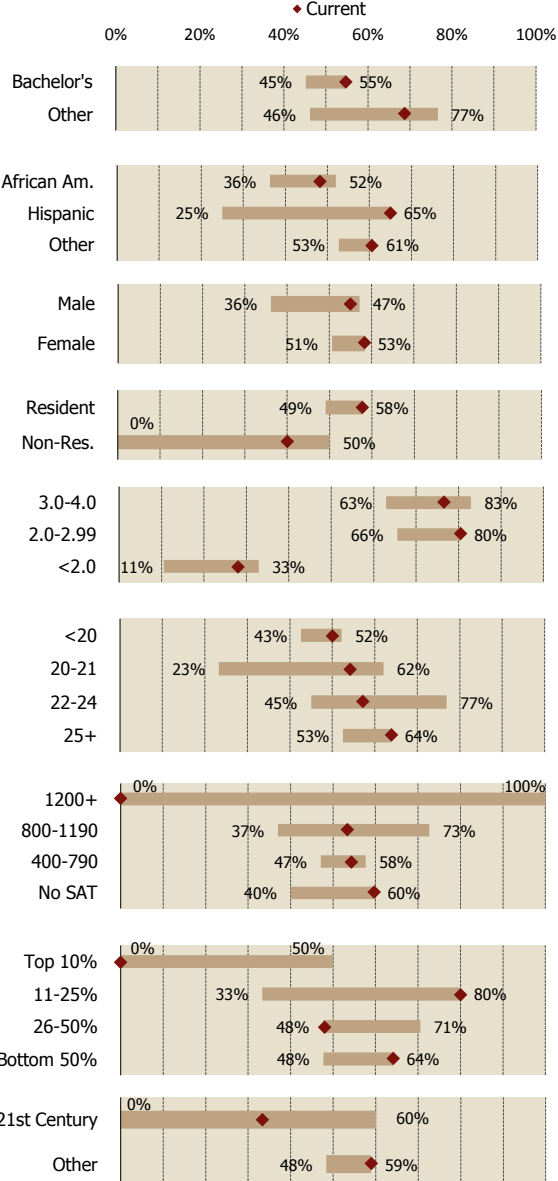 Current
0% 20% 40% 60% 80% 100%
Bachelor's 45% 55%
Other 46% 77%
African Am. 36% 52%
Hispanic 25% 65%
Other 53% 61%
Male 36% 47%
Female 51% 53%
Resident 49% 58%
0%
Non-Res. 50%
3.0-4.0 63% 83%
2.0-2.99 66% 80%
<2.0 11% 33%
<20 43% 52%
20-21 23% 62%
22-24 45% 77%
25+ 53% 64%
0% 100%
1200+
800-1190 37% 73%
400-790 47% 58%
No SAT 40% 60%
0% 50%
Top 10%
11-25% 33% 80%
26-50% 48% 71%
Bottom 50% 48% 64%
0%
21st Century 60%
Other 48% 59%